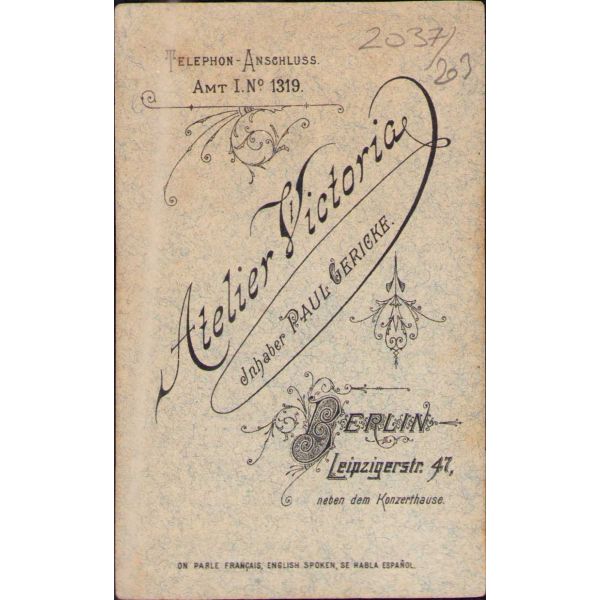 TELEPHON-ANSCHLUSS.
AMT I. Nº 1319.
2037/
203
Atelier Victoria
Inhaber PAUL GERICKE.
BERLIN
Leipzigerstr. 47,
neben dem Konzerthause.
ON PARLE FRANÇAIS, ENGLISH SPOKEN, SE HABLA ESPAÑOL.